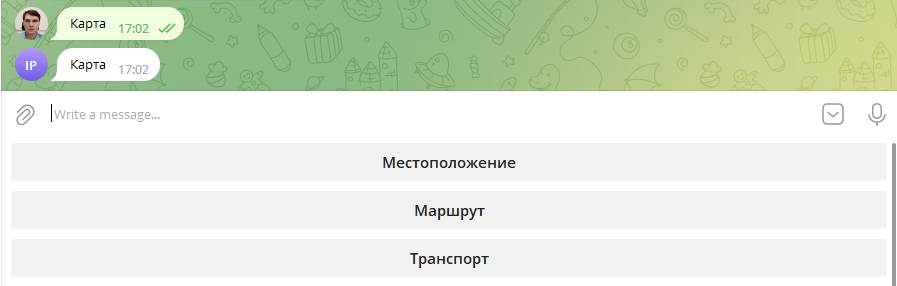 Карта 17:02
IP
Карта 17:02
Write a message...
Местоположение
Маршрут
Транспорт